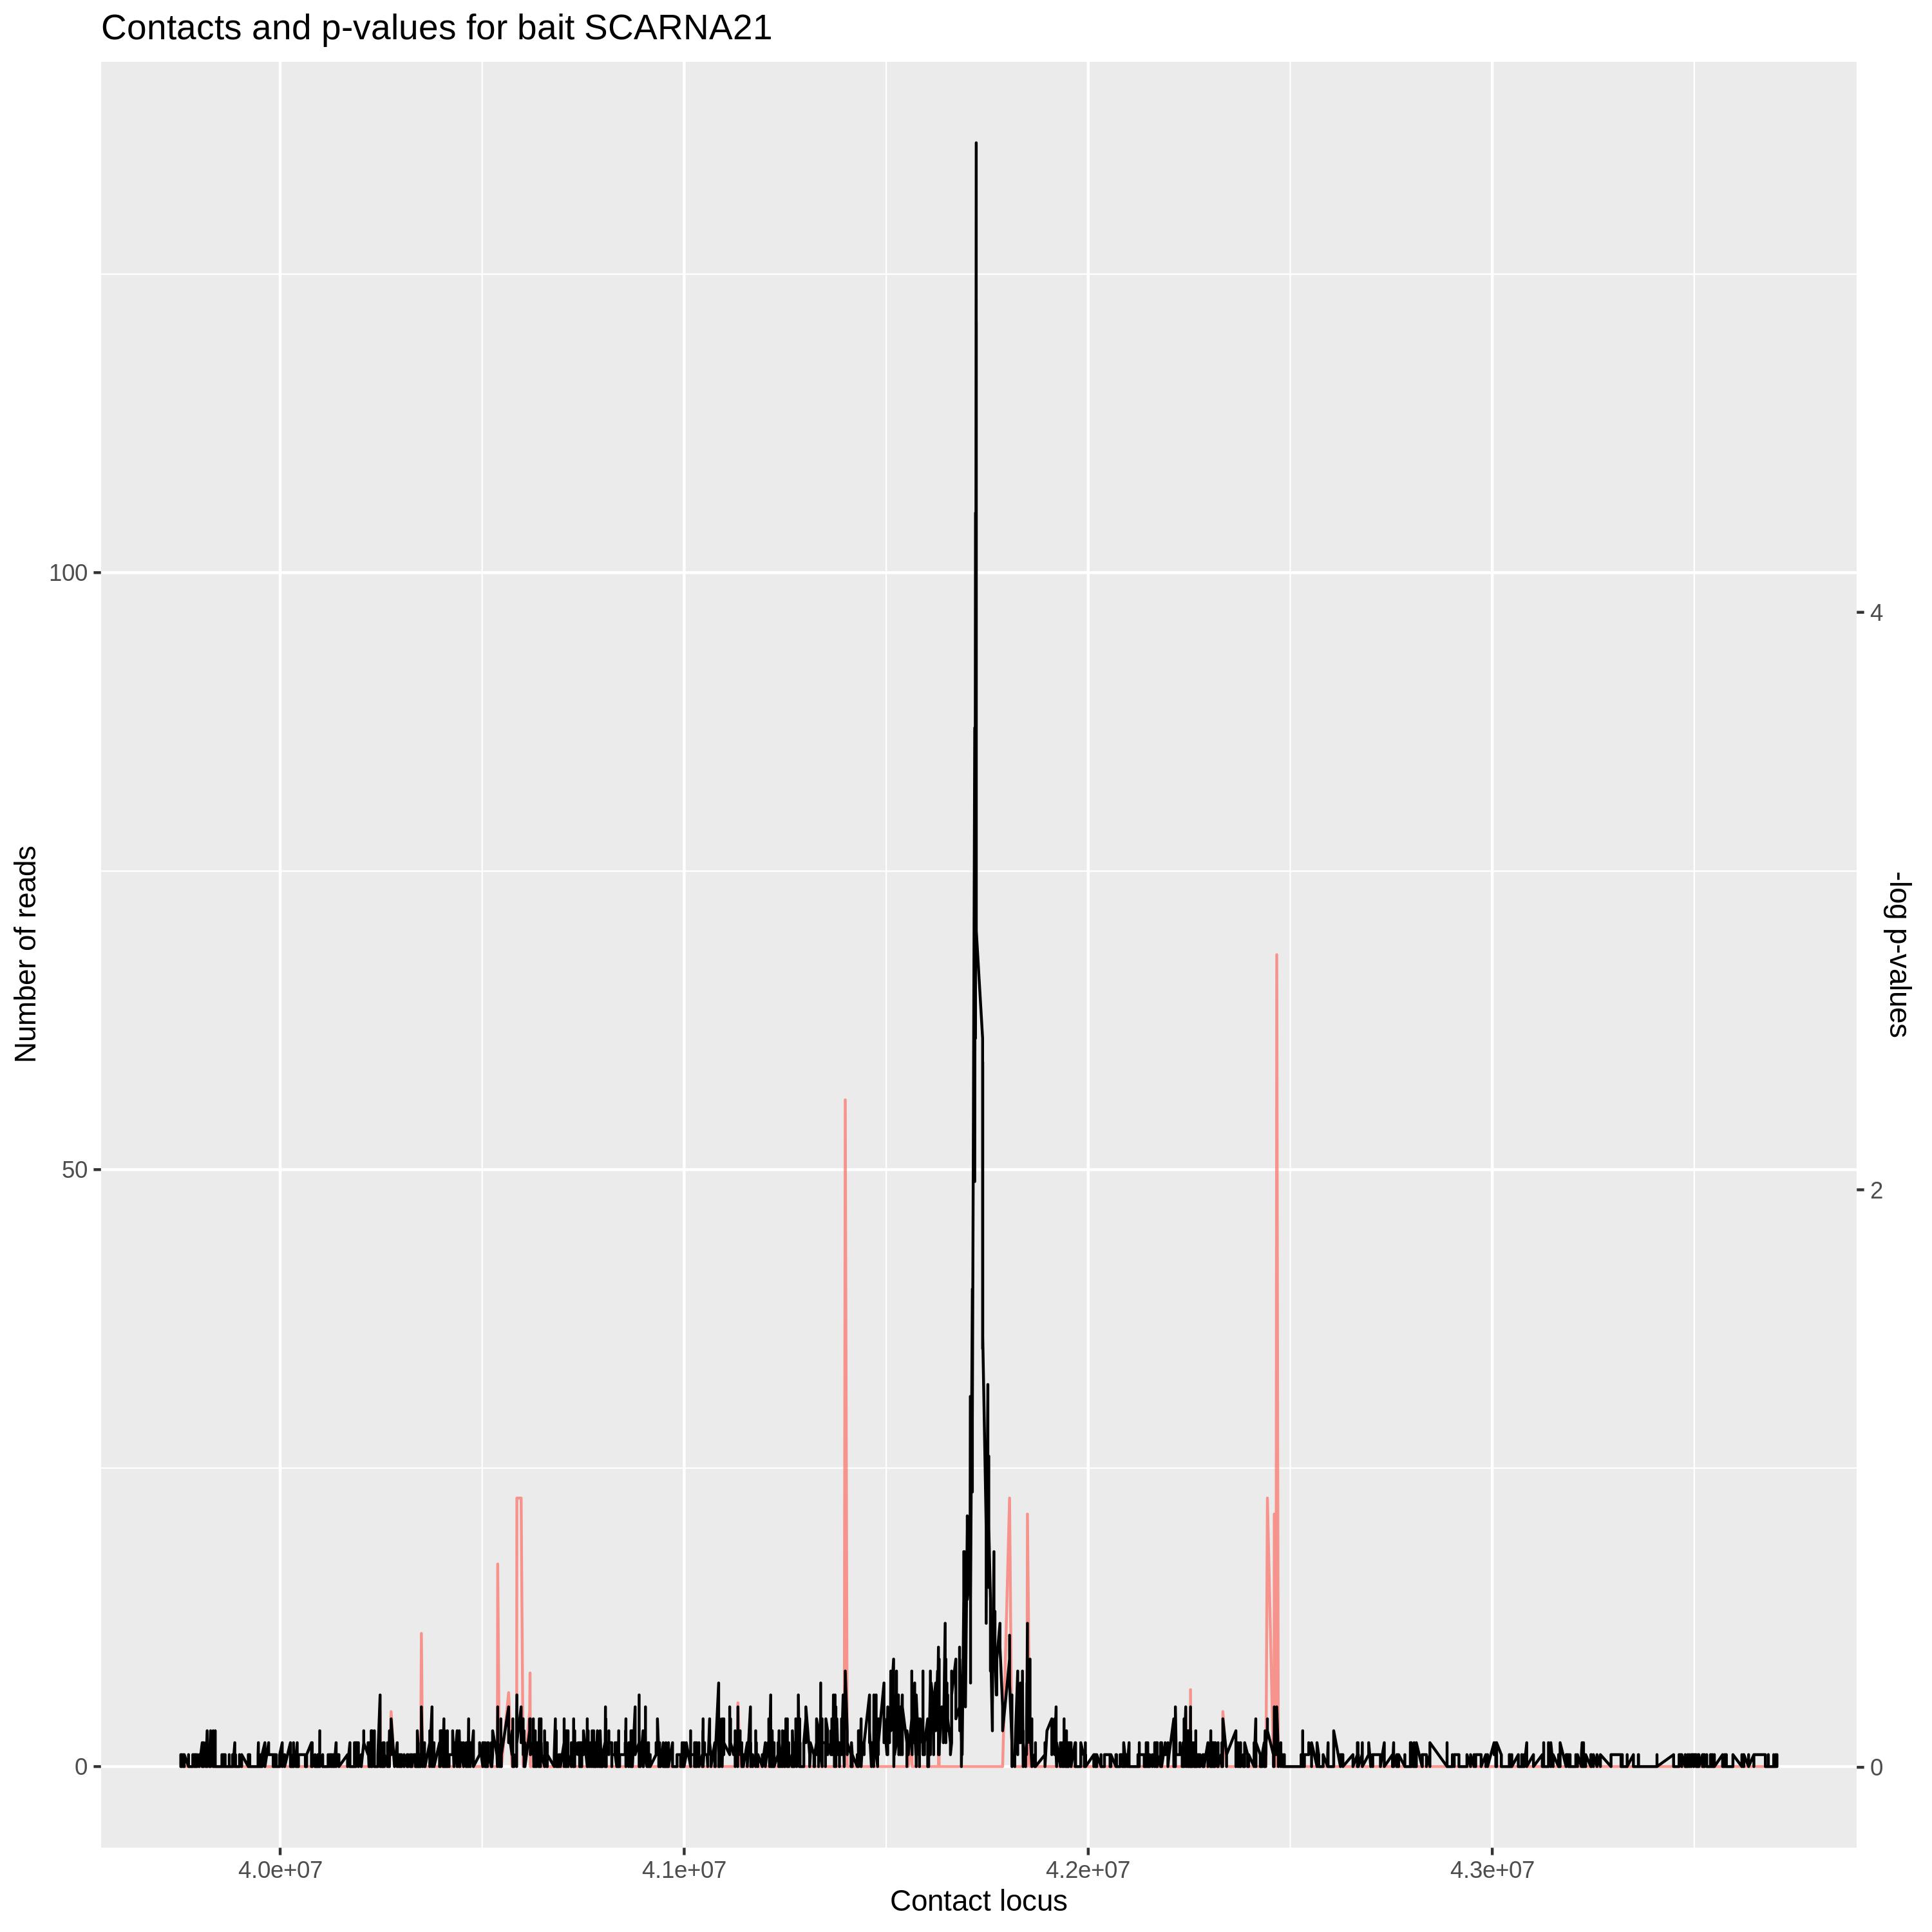 Contacts and p-values for bait SCARNA21
Number of reads
100
50
0
4
2
0
-log p-values
4.0e+07 4.1e+07 4.2e+07 4.3e+07
Contact locus